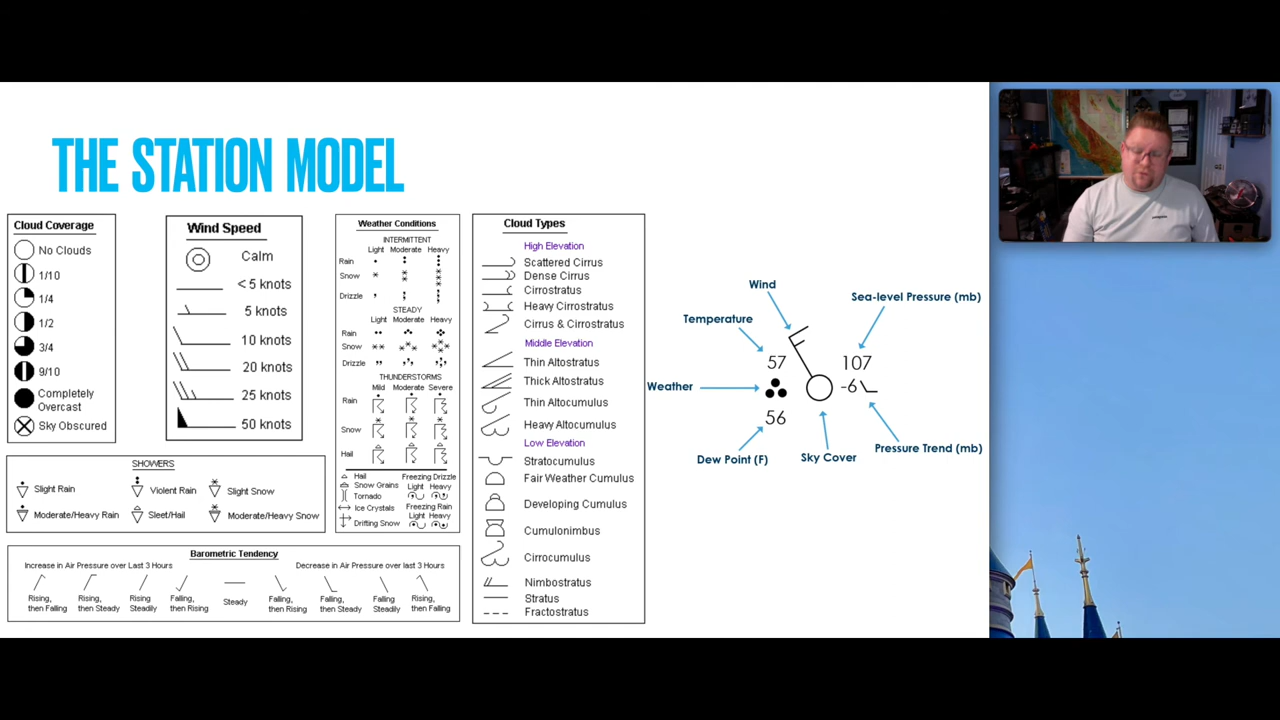 THE STATION MODEL
Cloud Coverage
No Clouds
1/10
1/4
1/2
3/4
9/10
Completely
Overcast
Sky Obscured
Wind Speed
Calm
< 5 knots
5 knots
10 knots
20 knots
25 knots
50 knots
Weather Conditions
INTERMITTENT
Light Moderate Heavy
Rain
Snow
Drizzle
STEADY
Light Moderate Heavy
Rain
Snow
Drizzle
THUNDERSTORMS
Mild Moderate Severe
Rain
Snow
Hail
Hail
Snow Grains
Tornado
Ice Crystals
Drifting Snow
Freezing Drizzle
Light Heavy
Freezing Rain
Light Heavy
Cloud Types
High Elevation
Scattered Cirrus
Dense Cirrus
Cirrostratus
Heavy Cirrostratus
Cirrus & Cirrostratus
Middle Elevation
Thin Altostratus
Thick Altostratus
Thin Altocumulus
Heavy Altocumulus
Low Elevation
Stratocumulus
Fair Weather Cumulus
Developing Cumulus
Cumulonimbus
Cirrocumulus
Nimbostratus
Stratus
Fractostratus
SHOWERS
Slight Rain
Violent Rain
Slight Snow
Moderate/Heavy Rain
Sleet/Hail
Moderate/Heavy Snow
Barometric Tendency
Increase in Air Pressure over Last 3 Hours
Decrease in Air Pressure over last 3 Hours
Rising,
then Falling
Rising,
then Steady
Rising
Steadily
Falling,
then Rising
Steady
Falling,
then Rising
Falling,
then Steady
Falling
Steadily
Rising,
then Falling
Wind
Sea-level Pressure (mb)
Temperature
57
107
Weather
-6
56
Dew Point (F)
Sky Cover
Pressure Trend (mb)